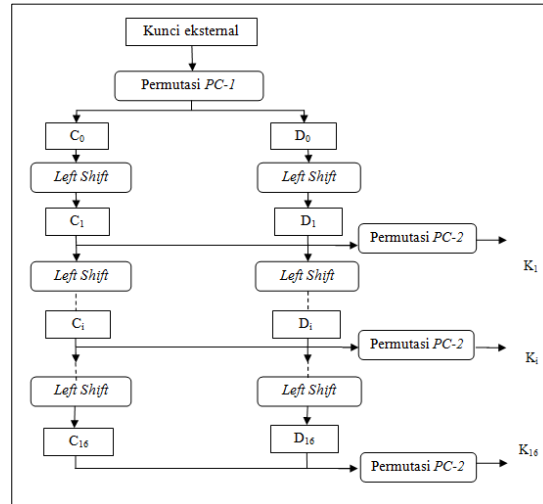 Kunci eksternal
Permutasi PC-1
C₀ D₀
Left Shift Left Shift
C₁ D₁
Permutasi PC-2
K₁
Left Shift Left Shift
Cᵢ Dᵢ
Permutasi PC-2
Kᵢ
Left Shift Left Shift
C₁₆ D₁₆
K₁₆
Permutasi PC-2